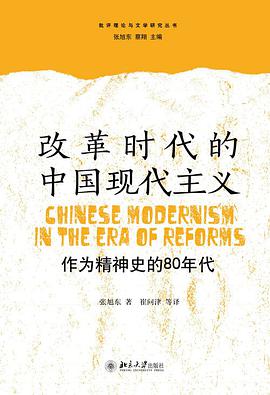 批评理论与文学研究丛书
张旭东 蔡翔 主编
改革时代的
中国现代主义
CHINESE MODERNISM
IN THE ERA OF REFORMS
作为精神史的80年代
张旭东 著 崔问津 等译
北京大学出版社